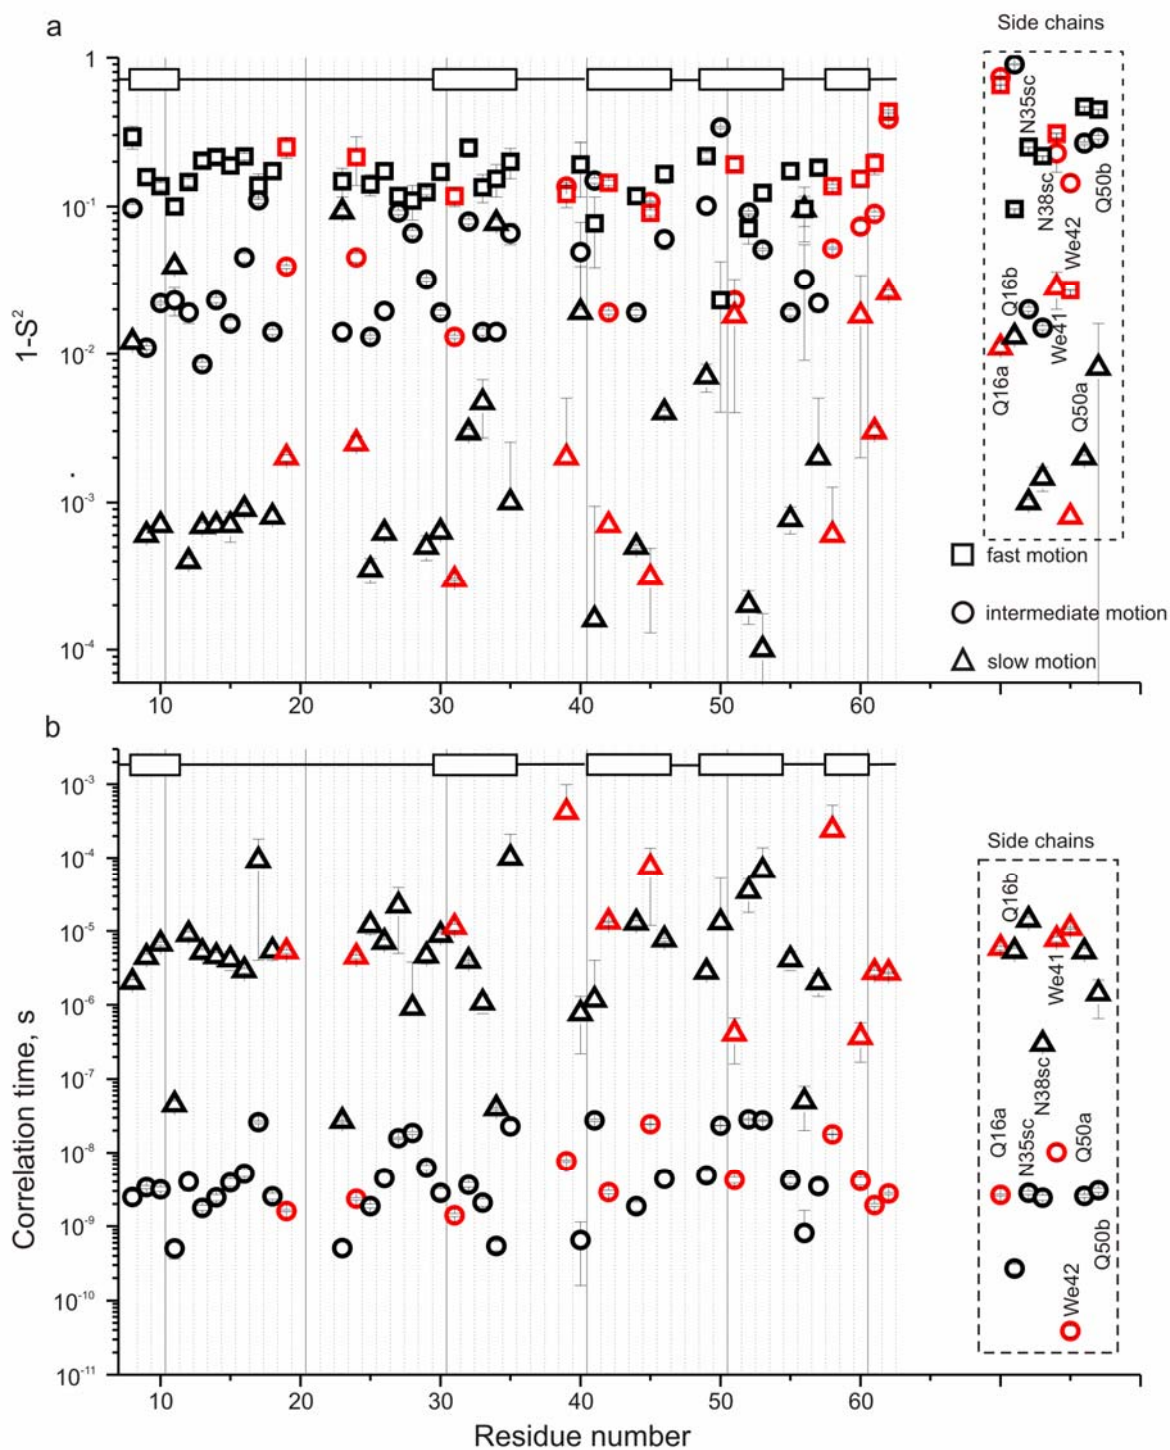 a
Side chains
1
10⁻¹
10⁻²
10⁻³
10⁻⁴
1-S²
N35sc
N38sc
We42
Q50b
Q16b
We41
Q16a
Q50a
fast motion
intermediate motion
slow motion
10 20 30 40 50 60
b
Side chains
10⁻³
10⁻⁴
10⁻⁵
10⁻⁶
10⁻⁷
10⁻⁸
10⁻⁹
10⁻¹⁰
10⁻¹¹
Correlation time, s
Q16b
We41
N38sc
Q16a
N35sc
Q50a
Q50b
We42
10 20 30 40 50 60
Residue number